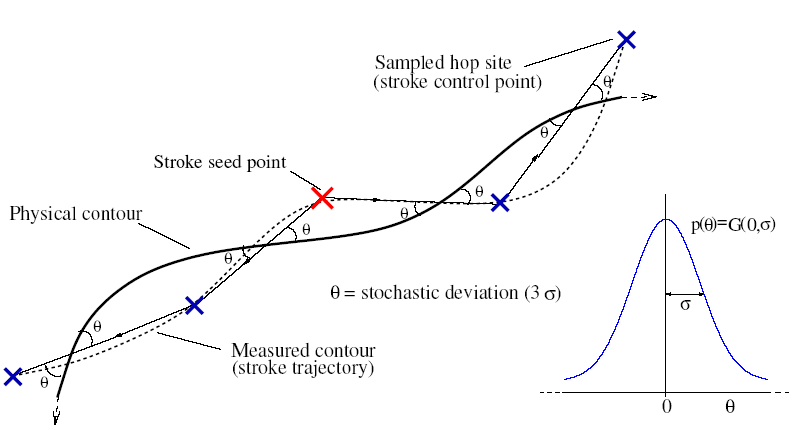 Sampled hop site
(stroke control point)
θ
θ
Stroke seed point
θ
θ
Physical contour
θ
θ
p(θ)=G(0,σ)
θ = stochastic deviation (3 σ)
σ
θ
Measured contour
(stroke trajectory)
θ
0
θ